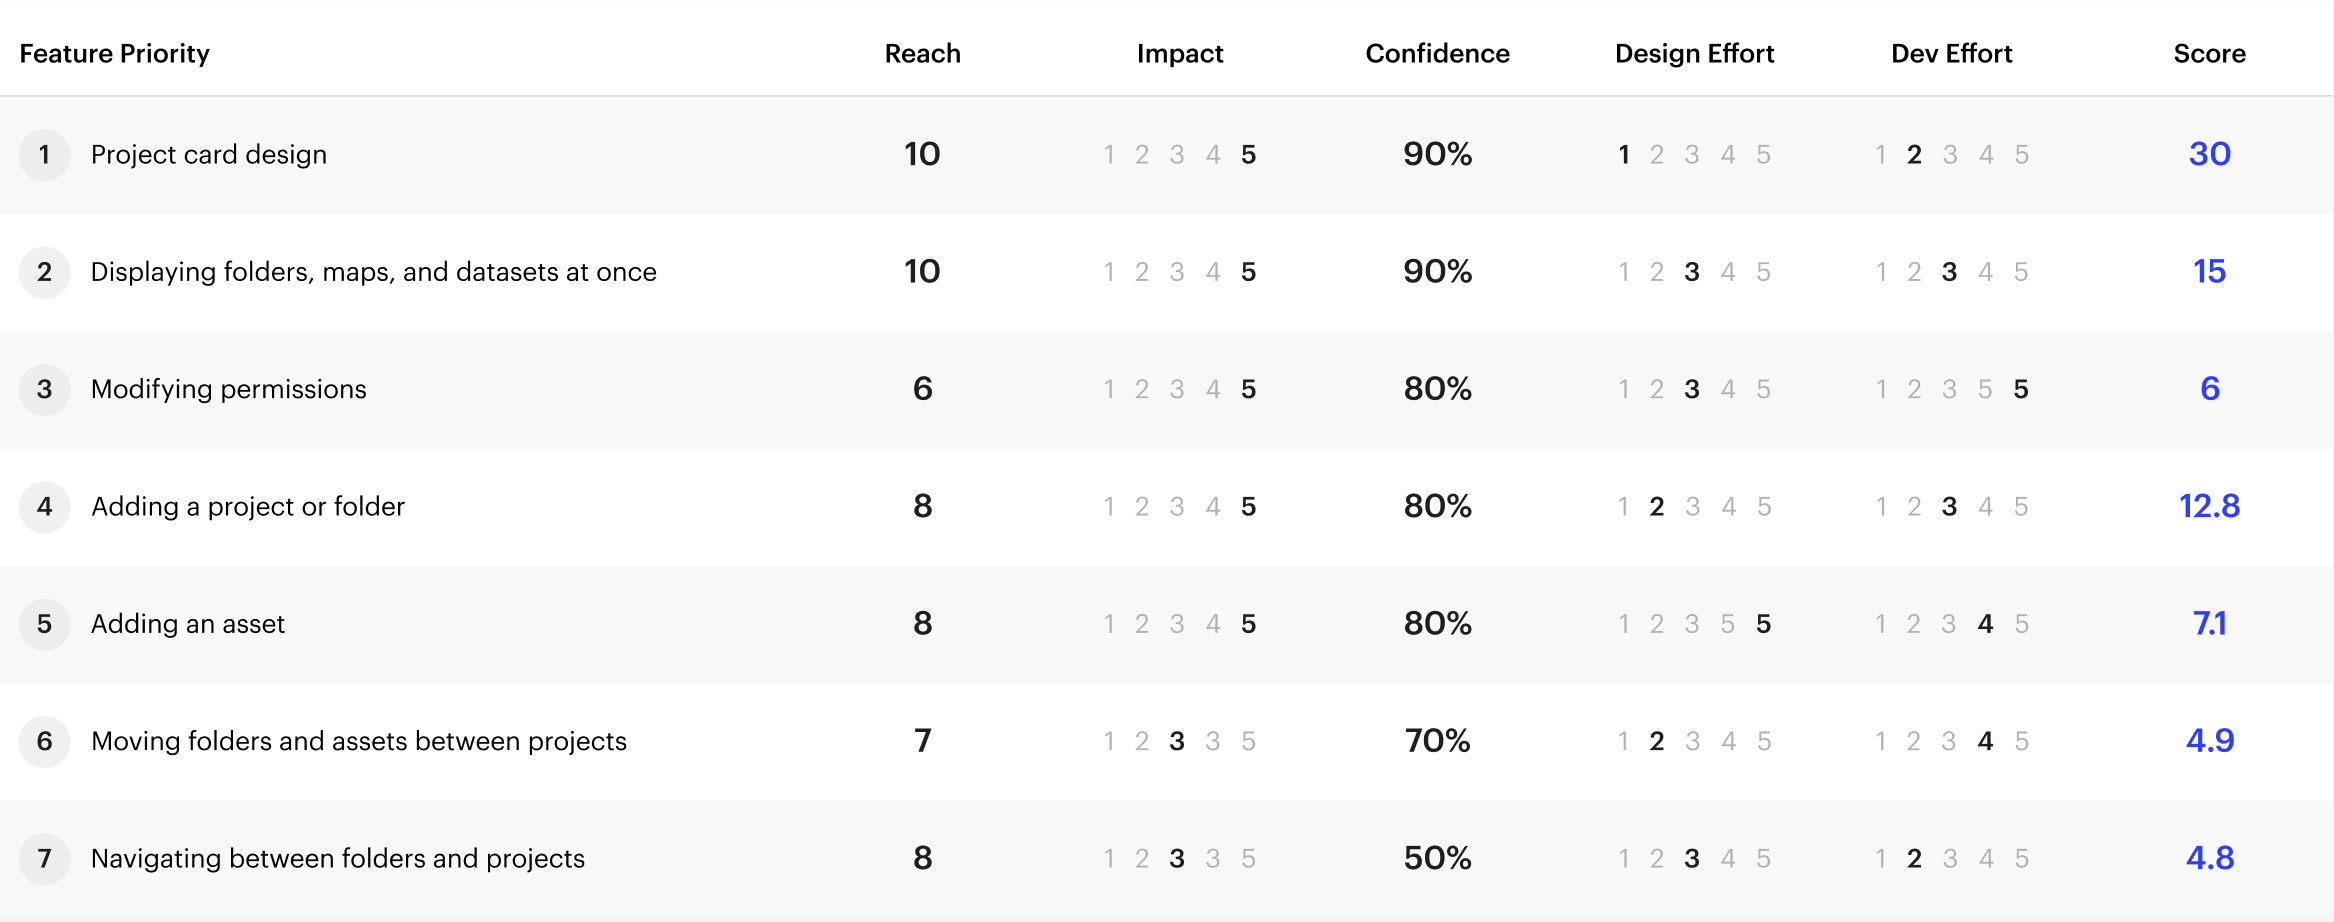 Feature Priority Reach Impact Confidence Design Effort Dev Effort Score
1 Project card design 10 1 2 3 4 5 90% 1 2 3 4 5 1 2 3 4 5 30
2 Displaying folders, maps, and datasets at once 10 1 2 3 4 5 90% 1 2 3 4 5 1 2 3 4 5 15
3 Modifying permissions 6 1 2 3 4 5 80% 1 2 3 4 5 1 2 3 5 5 6
4 Adding a project or folder 8 1 2 3 4 5 80% 1 2 3 4 5 1 2 3 4 5 12.8
5 Adding an asset 8 1 2 3 4 5 80% 1 2 3 5 5 1 2 3 4 5 7.1
6 Moving folders and assets between projects 7 1 2 3 3 5 70% 1 2 3 4 5 1 2 3 4 5 4.9
7 Navigating between folders and projects 8 1 2 3 3 5 50% 1 2 3 4 5 1 2 3 4 5 4.8